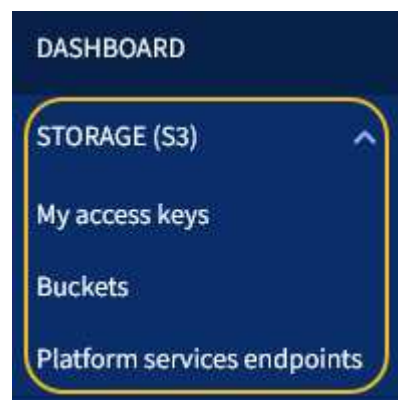 DASHBOARD
STORAGE (S3)
My access keys
Buckets
Platform services endpoints